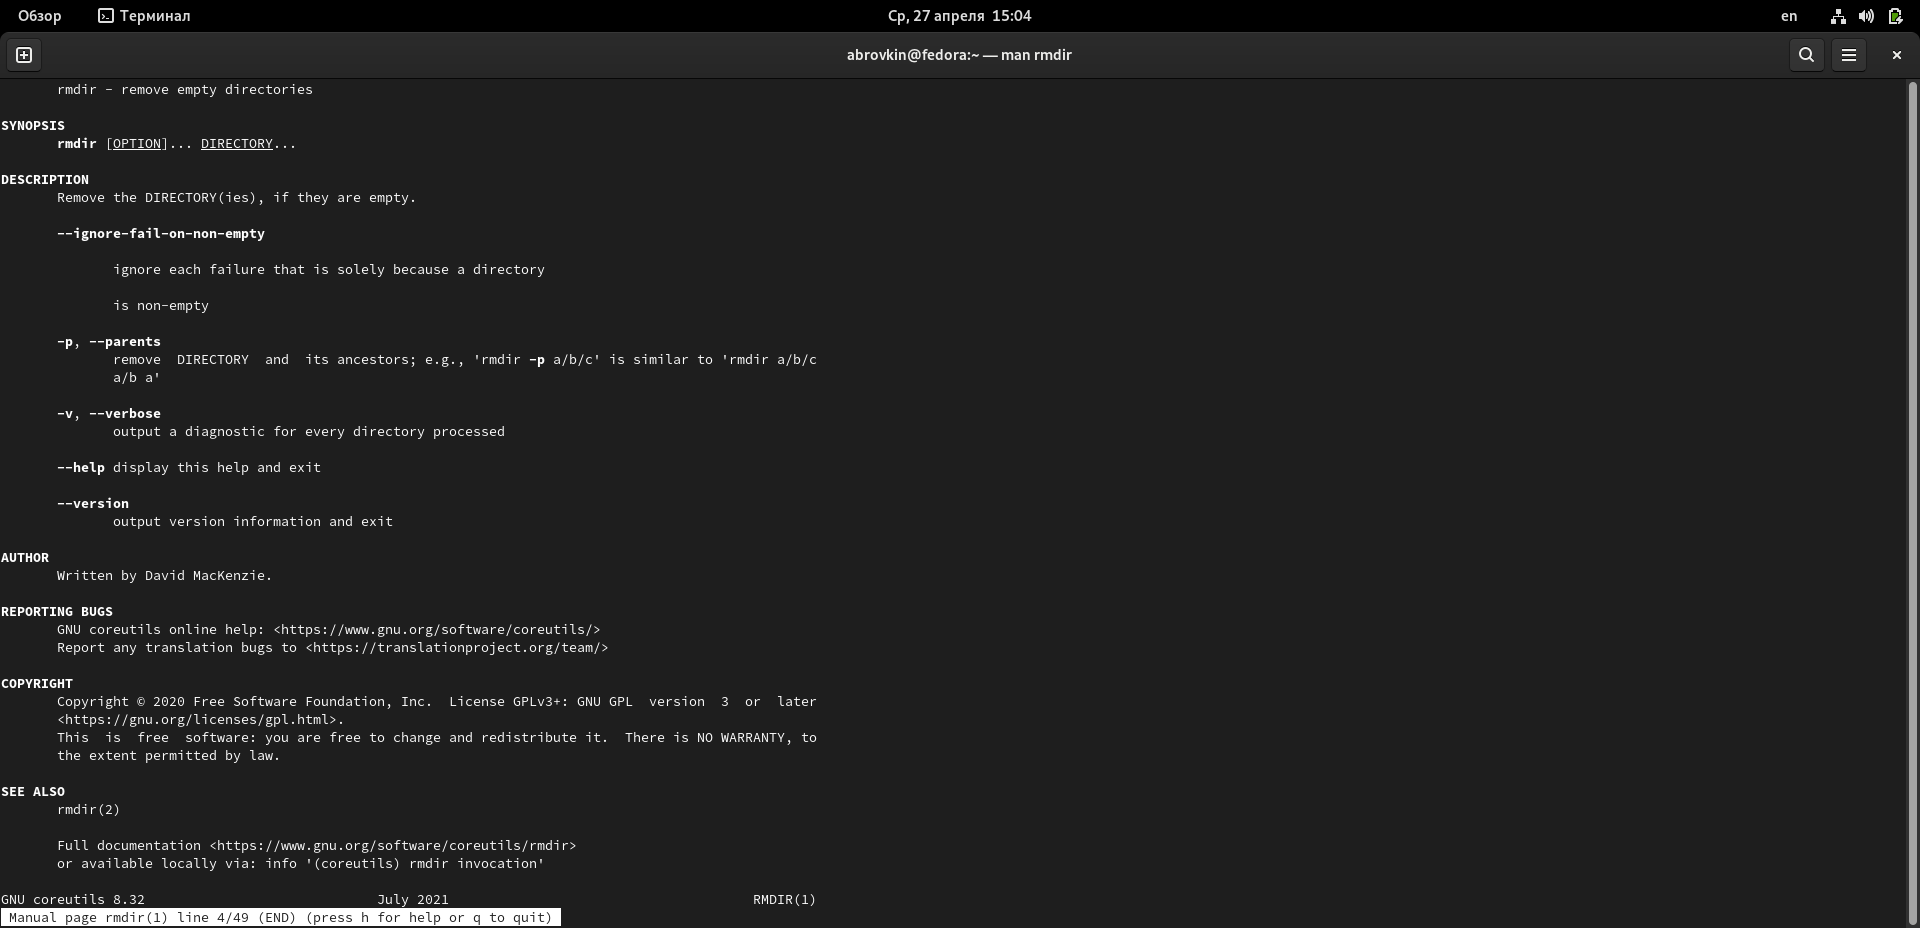 Обзор Терминал Ср, 27 апреля 15:04 en
abrovkin@fedora:~ — man rmdir
rmdir - remove empty directories
SYNOPSIS
rmdir [OPTION]... DIRECTORY...
DESCRIPTION
Remove the DIRECTORY(ies), if they are empty.
--ignore-fail-on-non-empty
ignore each failure that is solely because a directory
is non-empty
-p, --parents
remove  DIRECTORY  and  its ancestors; e.g., 'rmdir -p a/b/c' is similar to 'rmdir a/b/c
a/b a'
-v, --verbose
output a diagnostic for every directory processed
--help display this help and exit
--version
output version information and exit
AUTHOR
Written by David MacKenzie.
REPORTING BUGS
GNU coreutils online help: <https://www.gnu.org/software/coreutils/>
Report any translation bugs to <https://translationproject.org/team/>
COPYRIGHT
Copyright © 2020 Free Software Foundation, Inc.  License GPLv3+: GNU GPL  version  3  or  later
<https://gnu.org/licenses/gpl.html>.
This  is  free  software: you are free to change and redistribute it.  There is NO WARRANTY, to
the extent permitted by law.
SEE ALSO
rmdir(2)
Full documentation <https://www.gnu.org/software/coreutils/rmdir>
or available locally via: info '(coreutils) rmdir invocation'
GNU coreutils 8.32 July 2021 RMDIR(1)
Manual page rmdir(1) line 4/49 (END) (press h for help or q to quit)